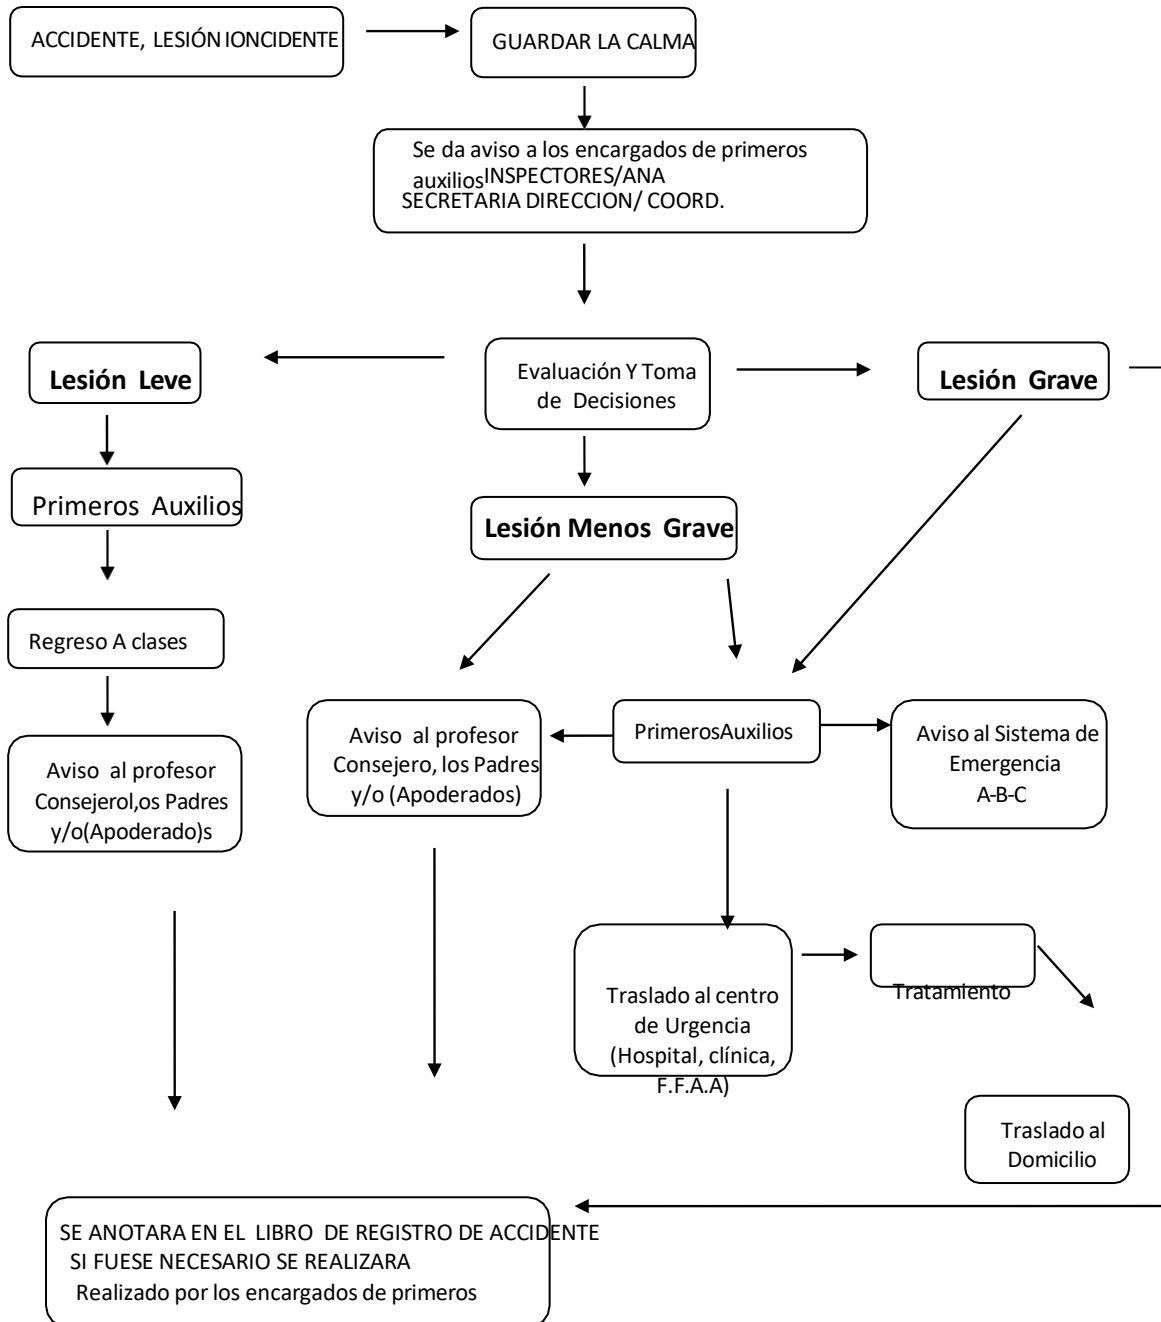 ACCIDENTE, LESIÓN IONCIDENTE
GUARDAR LA CALMA
Se da aviso a los encargados de primeros
auxilios INSPECTORES/ANA
SECRETARIA DIRECCION/ COORD.
Lesión Leve
Evaluación Y Toma
de Decisiones
Lesión Grave
Primeros Auxilios
Lesión Menos Grave
Regreso A clases
Aviso al profesor
Consejerol,os Padres
y/o(Apoderado)s
Aviso al profesor
Consejero, los Padres
y/o (Apoderados)
PrimerosAuxilios
Aviso al Sistema de
Emergencia
A-B-C
Traslado al centro
de Urgencia
(Hospital, clínica,
F.F.A.A)
Tratamiento
Traslado al
Domicilio
SE ANOTARA EN EL LIBRO DE REGISTRO DE ACCIDENTE
SI FUESE NECESARIO SE REALIZARA
Realizado por los encargados de primeros